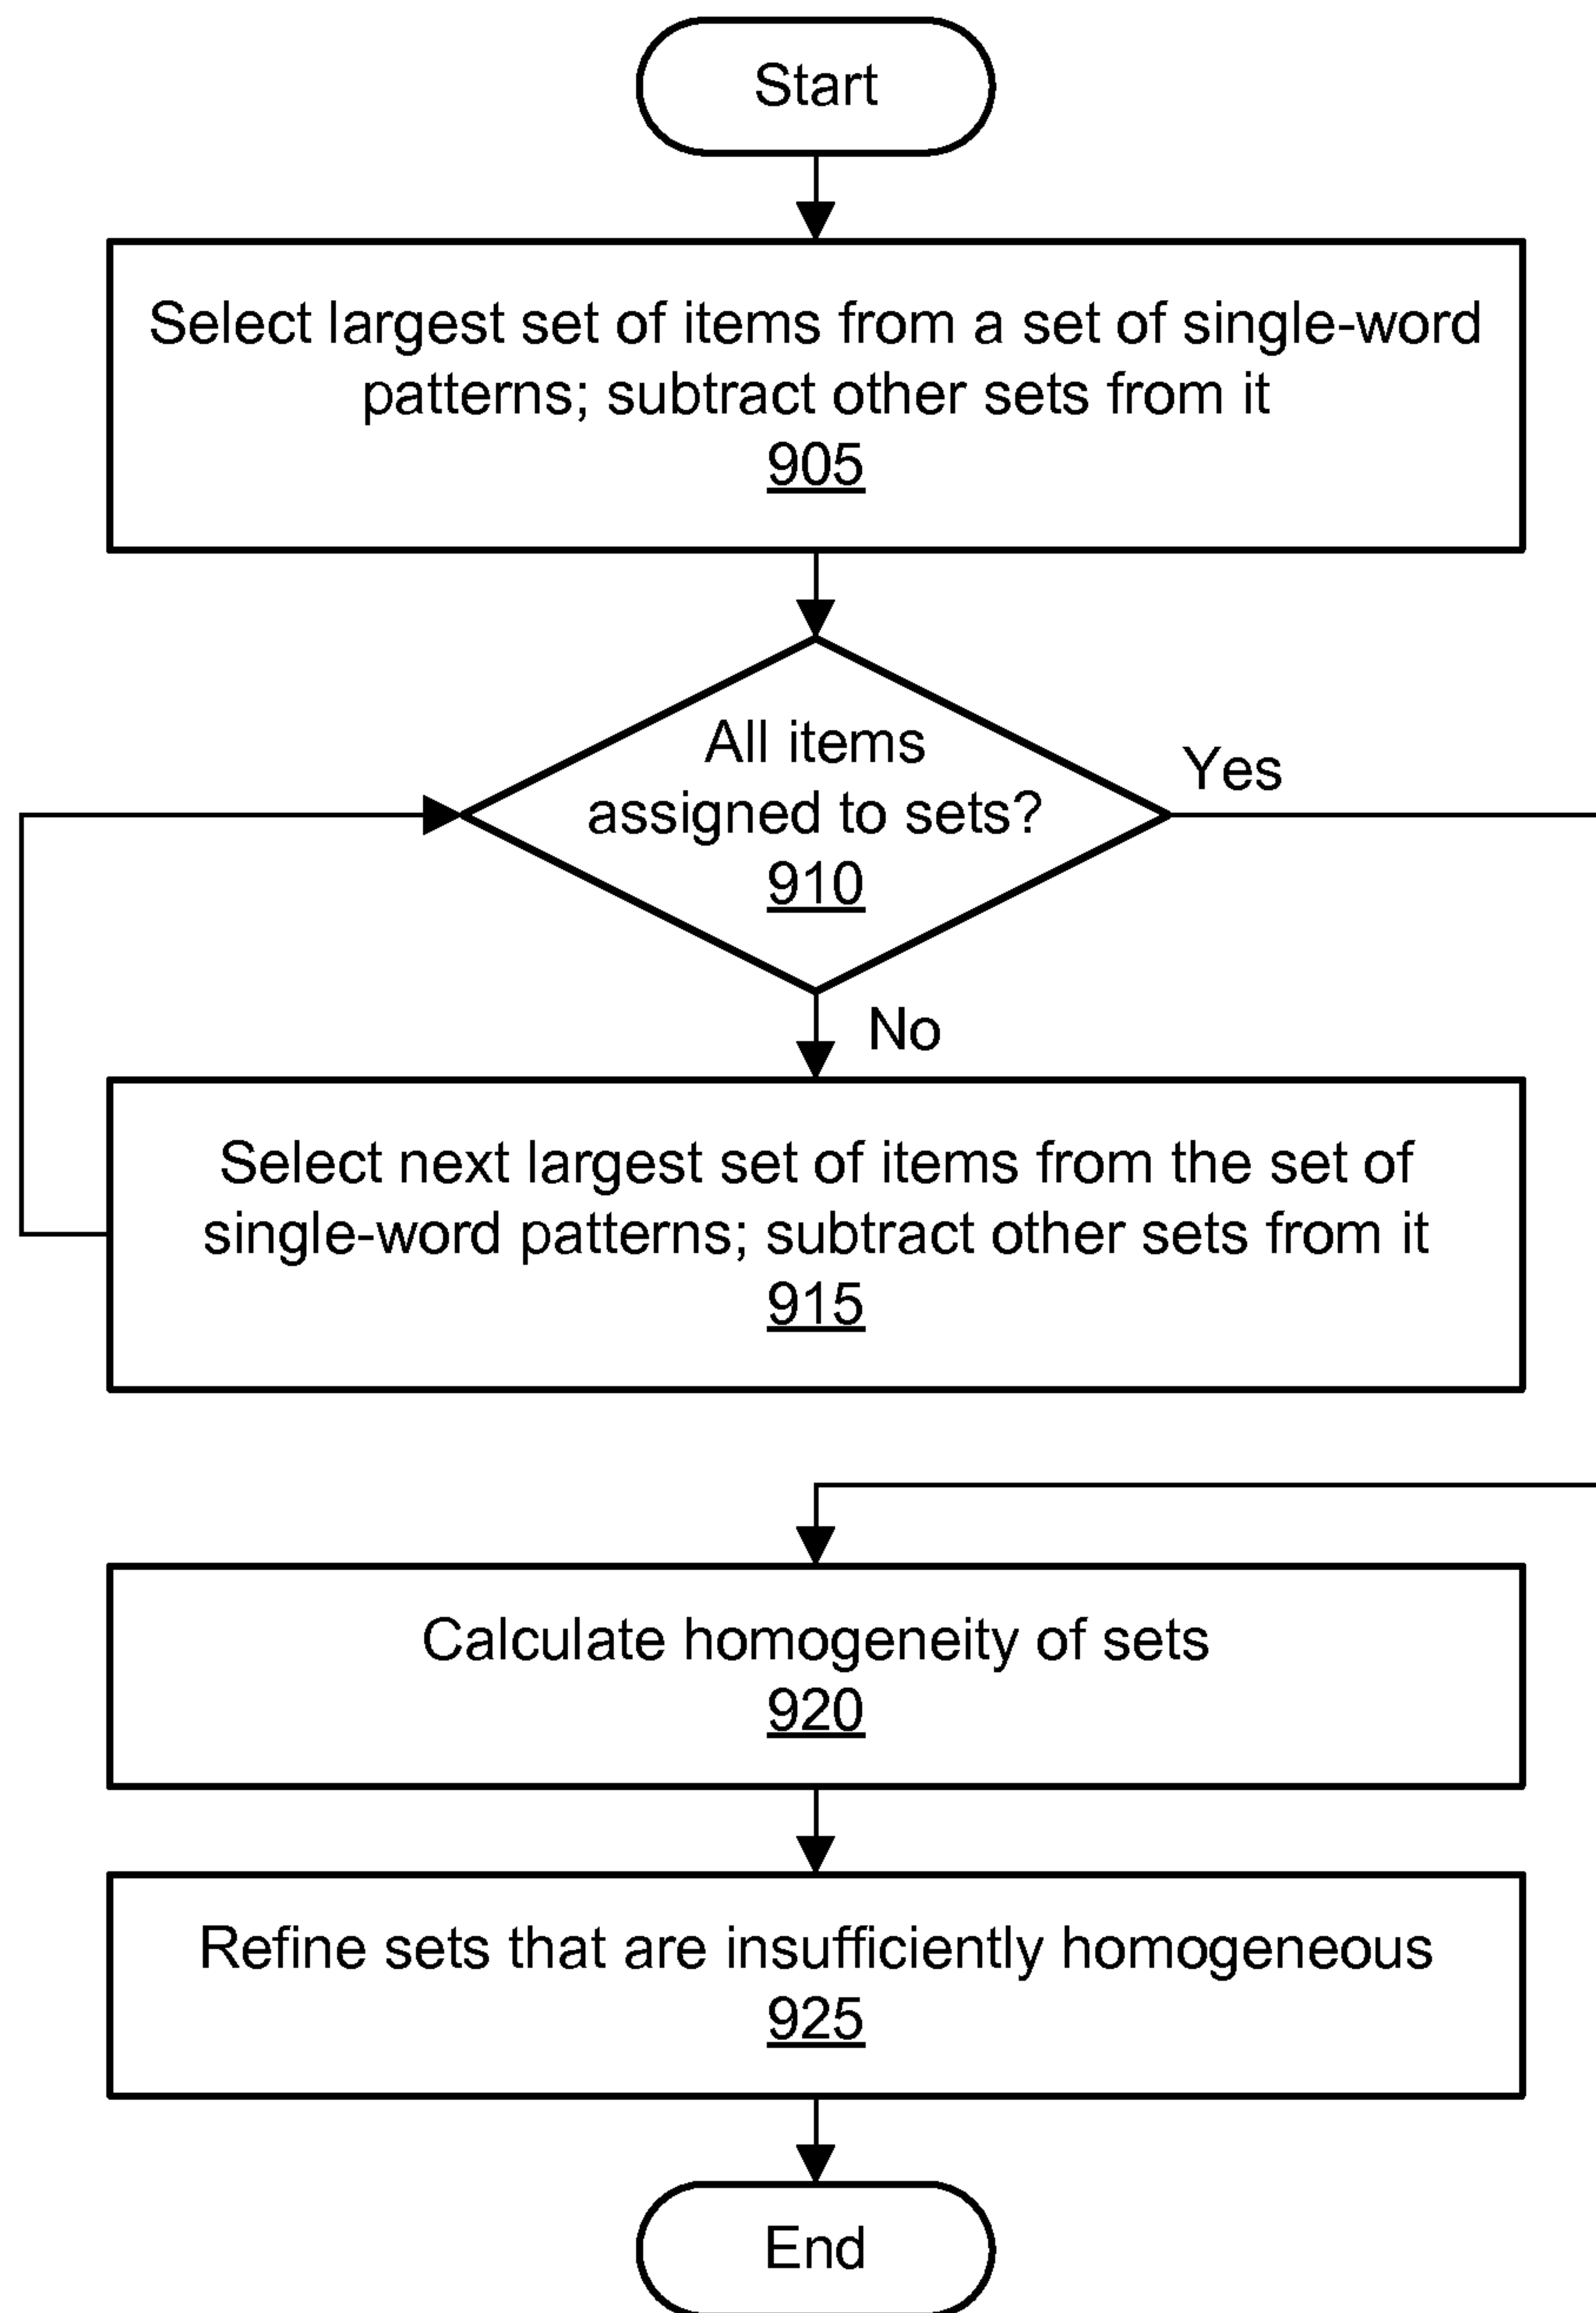 Start
Select largest set of items from a set of single-word
patterns; subtract other sets from it
905
All items
assigned to sets?
910
Yes
No
Select next largest set of items from the set of
single-word patterns; subtract other sets from it
915
Calculate homogeneity of sets
920
Refine sets that are insufficiently homogeneous
925
End